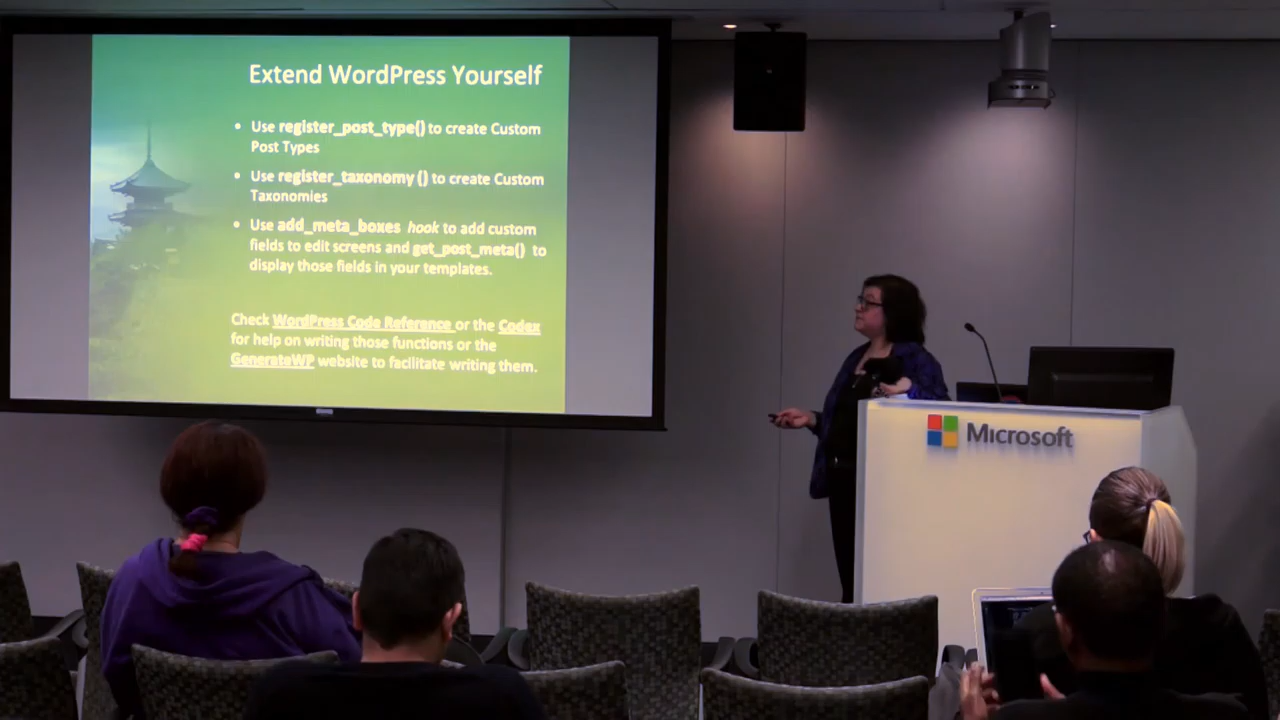 Extend WordPress Yourself
• Use register_post_type() to create Custom
Post Types
• Use register_taxonomy () to create Custom
Taxonomies
• Use add_meta_boxes hook to add custom
fields to edit screens and get_post_meta() to
display those fields in your templates.
Check WordPress Code Reference or the Codex
for help on writing those functions or the
GenerateWP website to facilitate writing them.
Microsoft